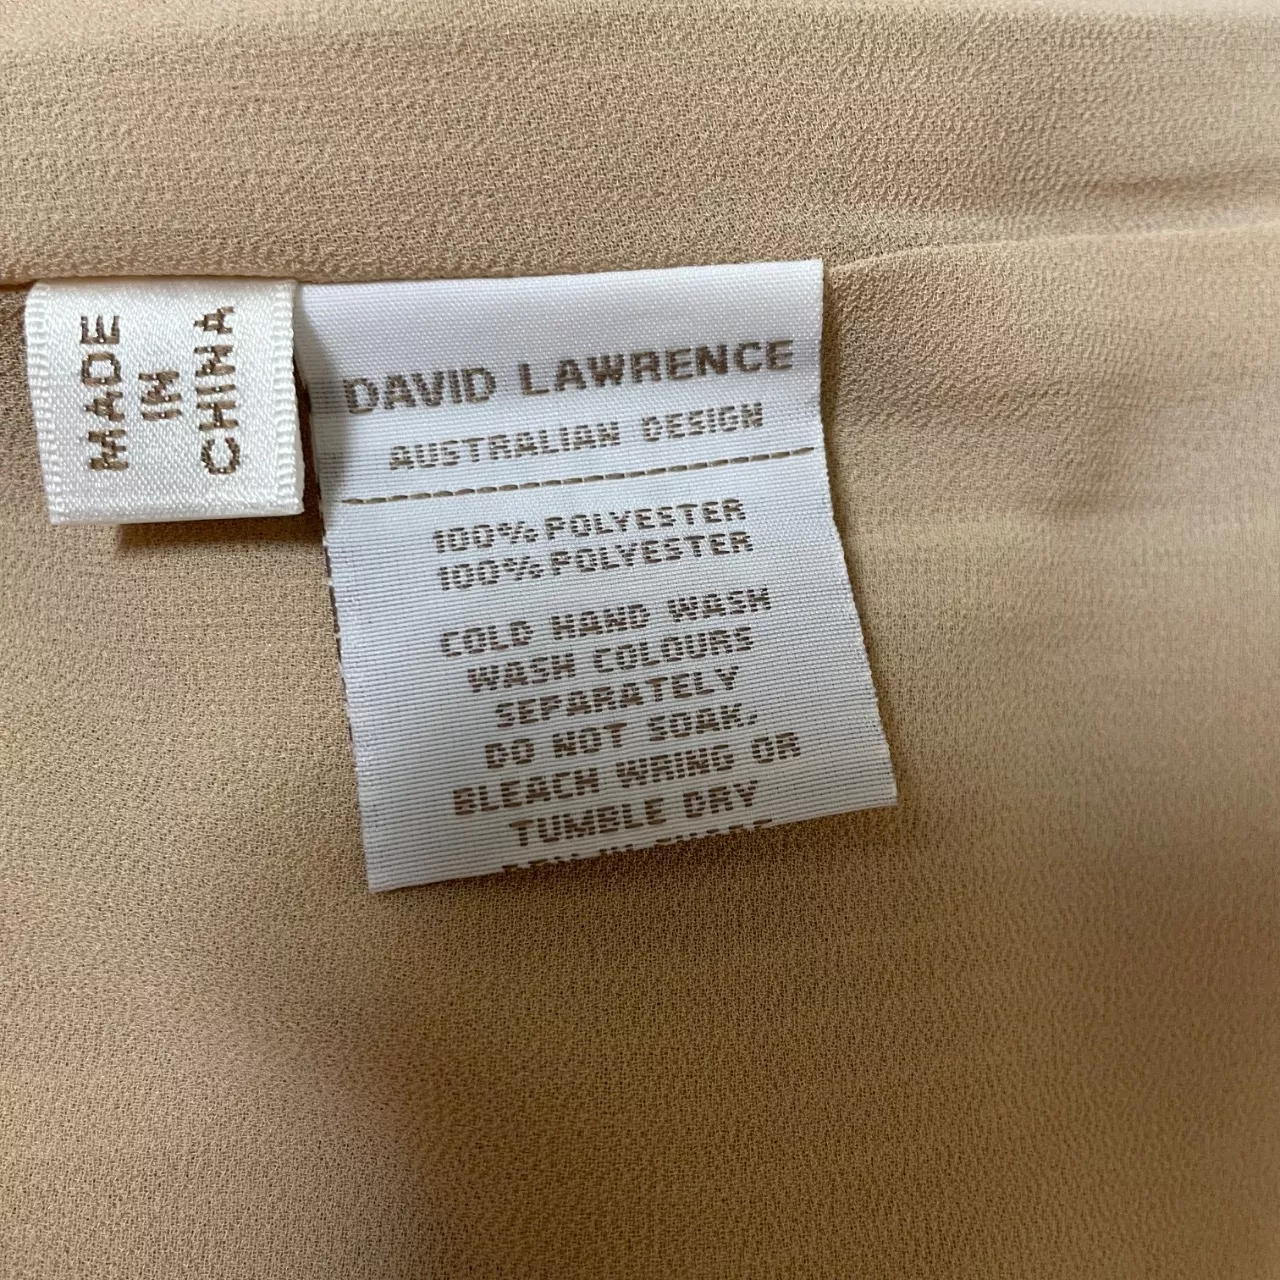 MADE
IN
CHINA
DAVID LAWRENCE
AUSTRALIAN DESIGN
100% POLYESTER
100% POLYESTER
COLD HAND WASH
WASH COLOURS
SEPARATELY
DO NOT SOAK,
BLEACH WRING OR
TUMBLE DRY